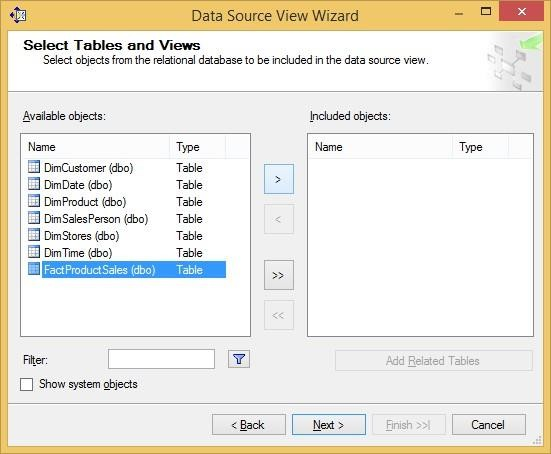 Data Source View Wizard
Select Tables and Views
Select objects from the relational database to be included in the data source view.
Available objects:
Included objects:
Name Type
Name Type
DimCustomer (dbo) Table
DimDate (dbo) Table
DimProduct (dbo) Table
DimSalesPerson (dbo) Table
DimStores (dbo) Table
DimTime (dbo) Table
FactProductSales (dbo) Table
>
<
>>
<<
Filter:
Add Related Tables
Show system objects
< Back
Next >
Finish >>|
Cancel